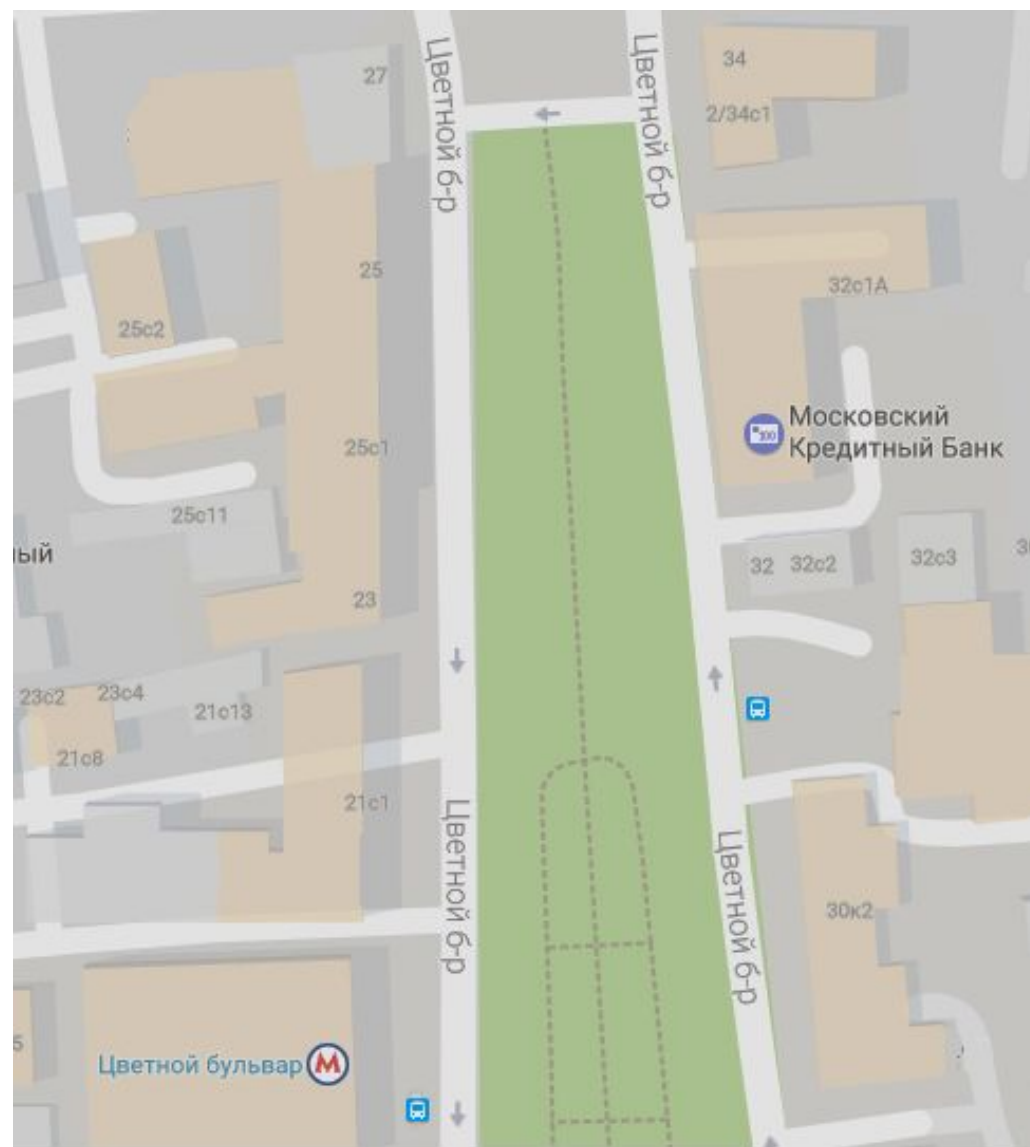 Цветной б-р
Цветной б-р
34
27
2/34с1
25
32с1А
25с2
Московский
Кредитный Банк
25с1
25с11
ный
32с3
32
32с2
23
23с2
23с4
21с13
21с8
21с1
Цветной б-р
Цветной б-р
30к2
5
Цветной бульвар
М